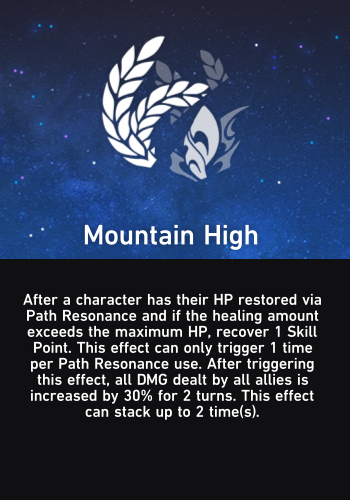 Mountain High
After a character has their HP restored via
Path Resonance and if the healing amount
exceeds the maximum HP, recover 1 Skill
Point. This effect can only trigger 1 time
per Path Resonance use. After triggering
this effect, all DMG dealt by all allies is
increased by 30% for 2 turns. This effect
can stack up to 2 time(s).